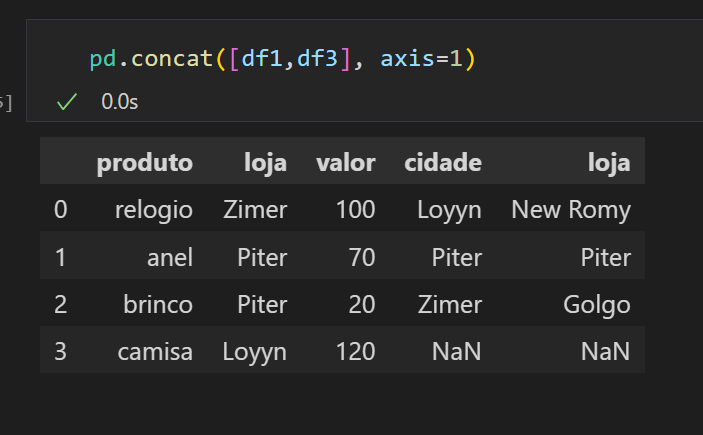 pd.concat([df1,df3], axis=1)
5] 0.0s
produto loja valor cidade loja
0 relogio Zimer 100 Loyyn New Romy
1 anel Piter 70 Piter Piter
2 brinco Piter 20 Zimer Golgo
3 camisa Loyyn 120 NaN NaN